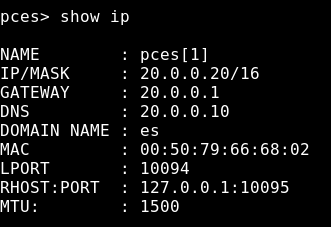 pces> show ip
NAME        : pces[1]
IP/MASK     : 20.0.0.20/16
GATEWAY     : 20.0.0.1
DNS         : 20.0.0.10
DOMAIN NAME : es
MAC         : 00:50:79:66:68:02
LPORT       : 10094
RHOST:PORT  : 127.0.0.1:10095
MTU:        : 1500